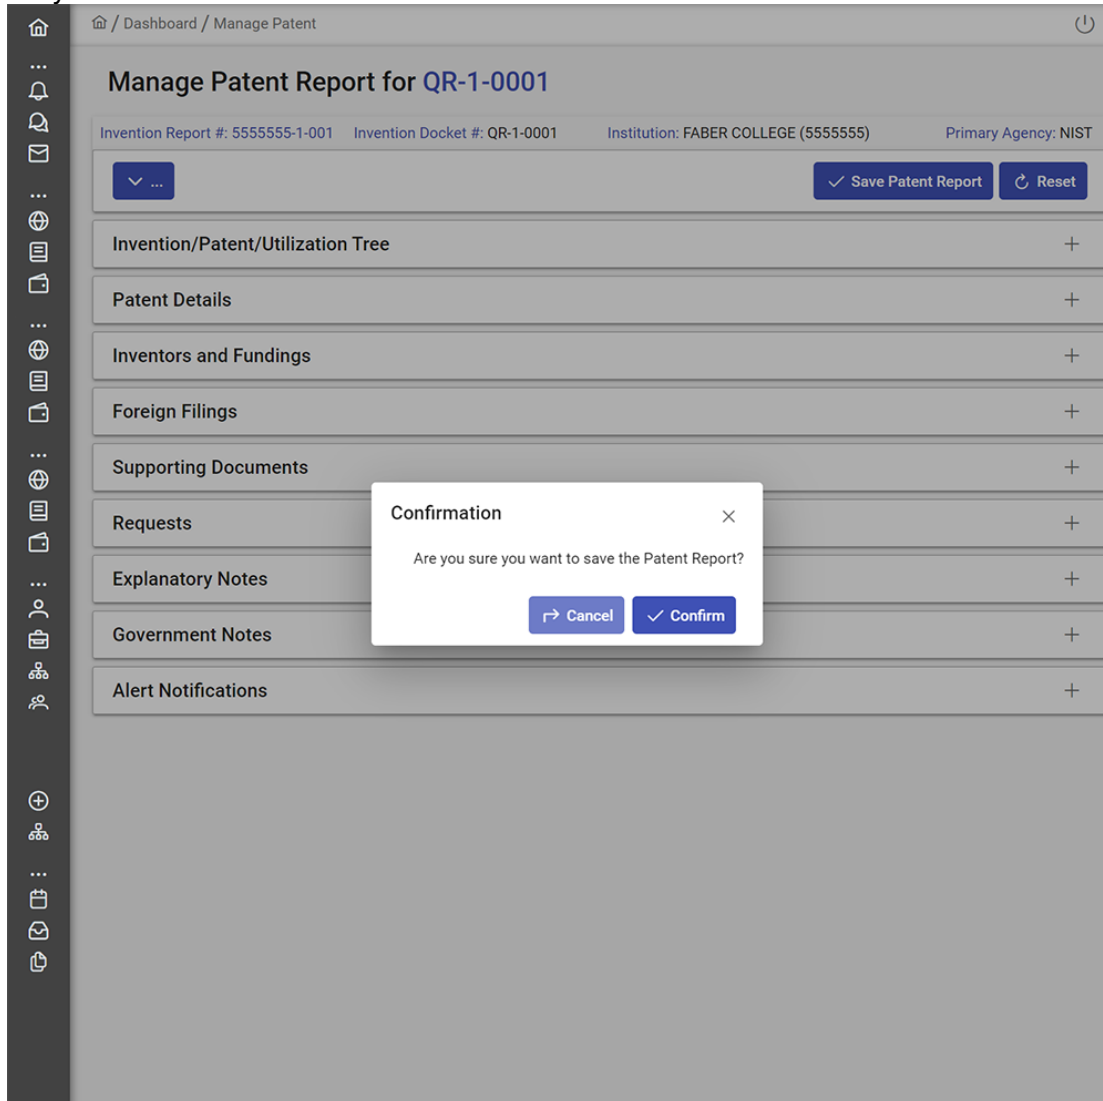 / Dashboard / Manage Patent
Manage Patent Report for QR-1-0001
Invention Report #: 5555555-1-001 Invention Docket #: QR-1-0001 Institution: FABER COLLEGE (5555555) Primary Agency: NIST
...
Save Patent Report Reset
Invention/Patent/Utilization Tree
Patent Details
Inventors and Fundings
Foreign Filings
Supporting Documents
Requests
Explanatory Notes
Government Notes
Alert Notifications
Confirmation
Are you sure you want to save the Patent Report?
Cancel Confirm